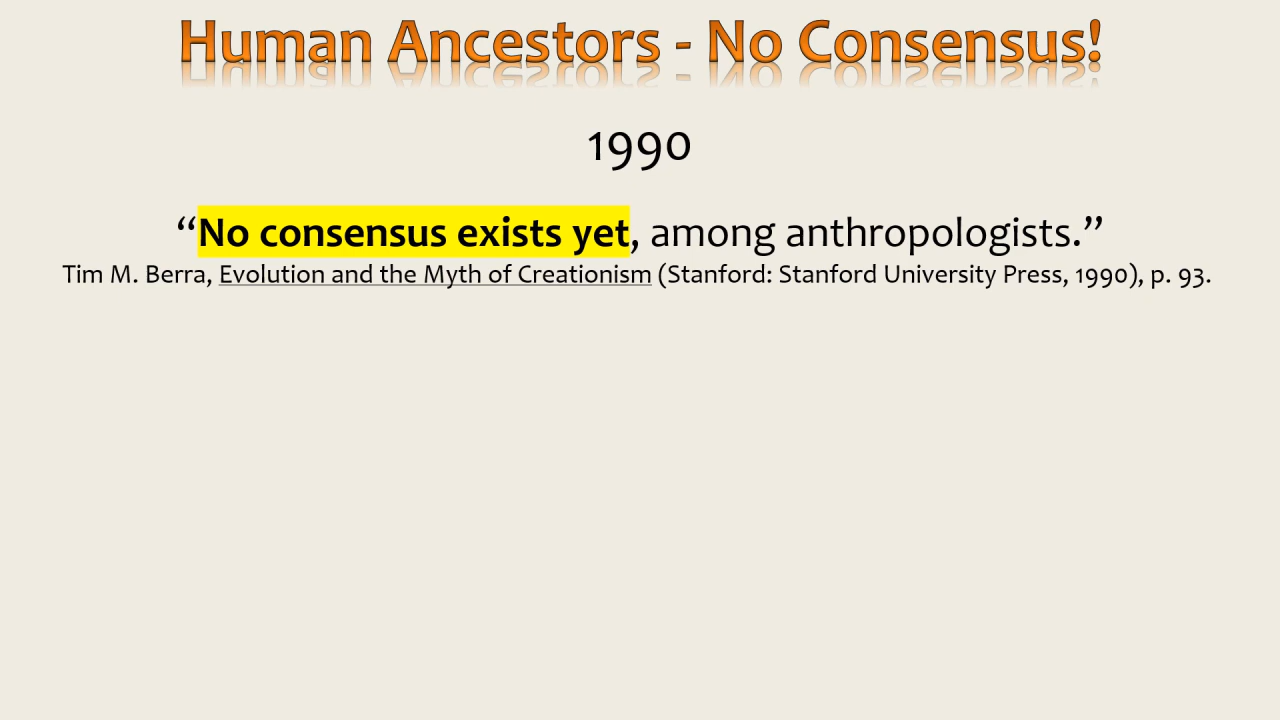 Human Ancestors - No Consensus!
1990
“No consensus exists yet, among anthropologists.”
Tim M. Berra, Evolution and the Myth of Creationism (Stanford: Stanford University Press, 1990), p. 93.